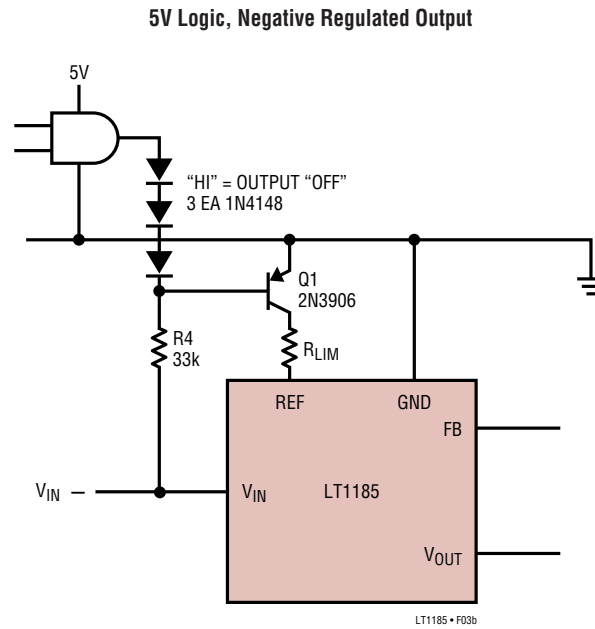 5V Logic, Negative Regulated Output
5V
“HI” = OUTPUT “OFF”
3 EA 1N4148
Q1
2N3906
R4
33k
RLIM
REF
GND
FB
VIN –
VIN
LT1185
VOUT
LT1185 • F03b